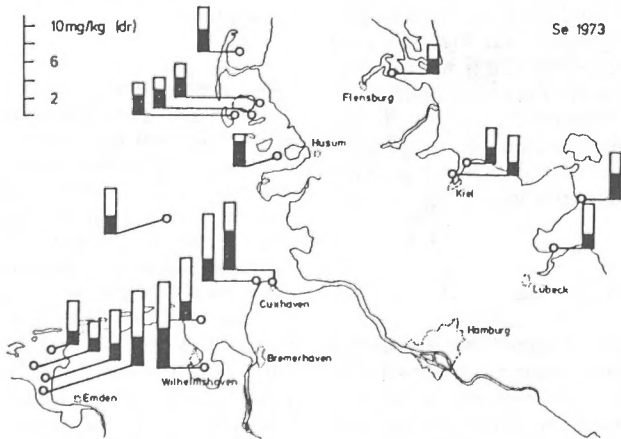 10mg/kg (dr)
Se 1973
6
2
Flensburg
Husum
Kiel
Lübeck
Cuxhaven
Hamburg
Bremerhaven
Wilhelmshaven
Emden